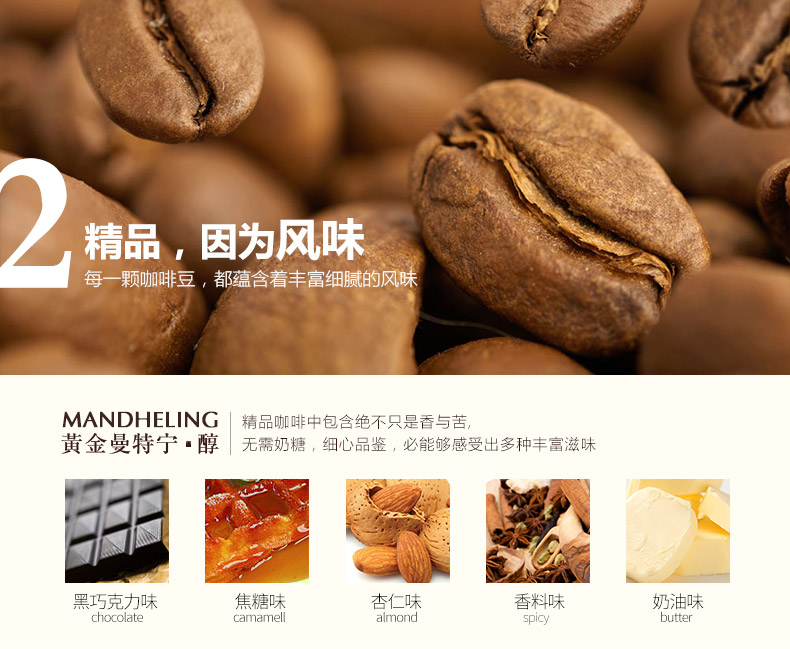 2
精品，因为风味
每一颗咖啡豆，都蕴含着丰富细腻的风味
MANDHELING
黃金曼特宁·醇
精品咖啡中包含绝不只是香与苦,
无需奶糖，细心品鉴，必能够感受出多种丰富滋味
黑巧克力味
chocolate
焦糖味
camamell
杏仁味
almond
香料味
spicy
奶油味
butter